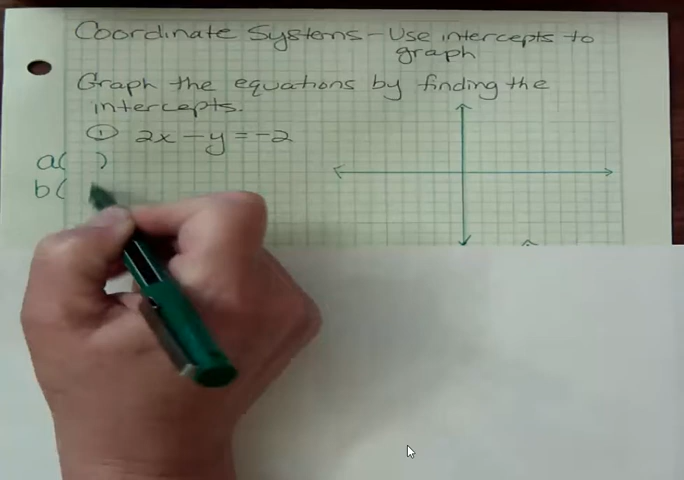 Coordinate Systems - Use intercepts to
graph
Graph the equations by finding the
intercepts.
① 2x - y = -2
a( )
b(